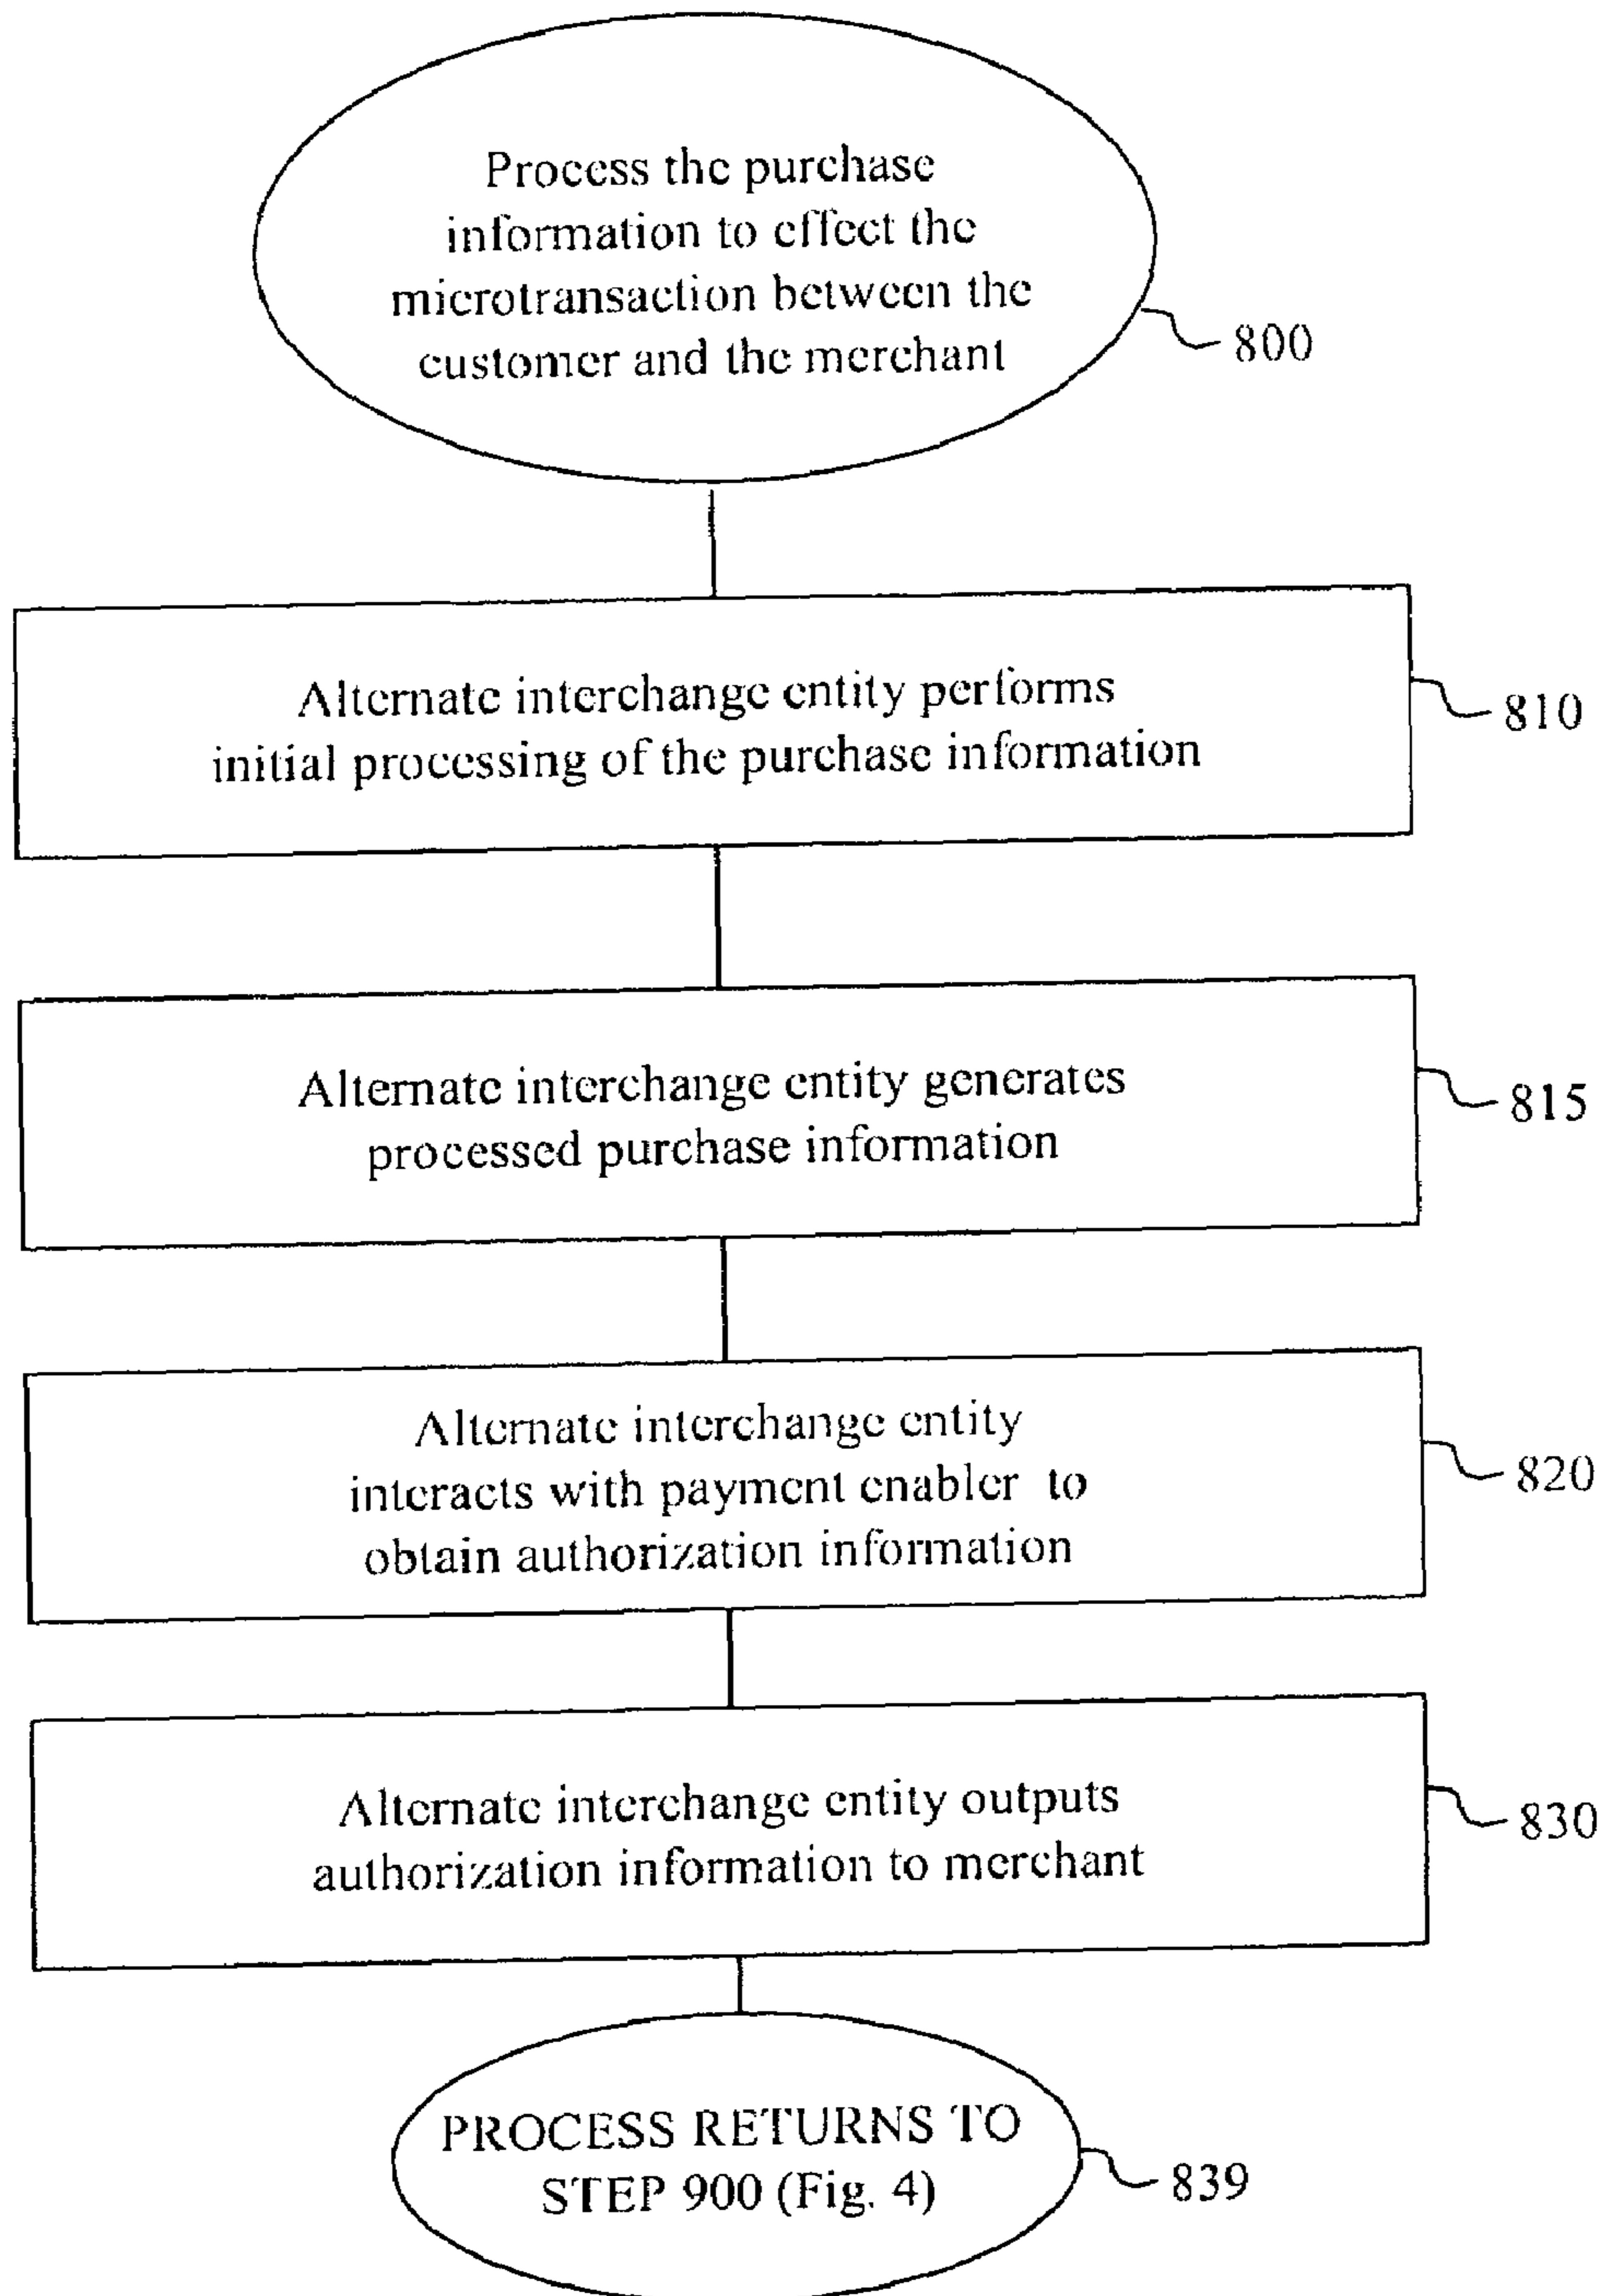 Process the purchase
information to effect the
microtransaction between the
customer and the merchant
800
Alternate interchange entity performs
initial processing of the purchase information
810
Alternate interchange entity generates
processed purchase information
815
Alternate interchange entity
interacts with payment enabler to
obtain authorization information
820
Alternate interchange entity outputs
authorization information to merchant
830
PROCESS RETURNS TO
STEP 900 (Fig. 4)
839